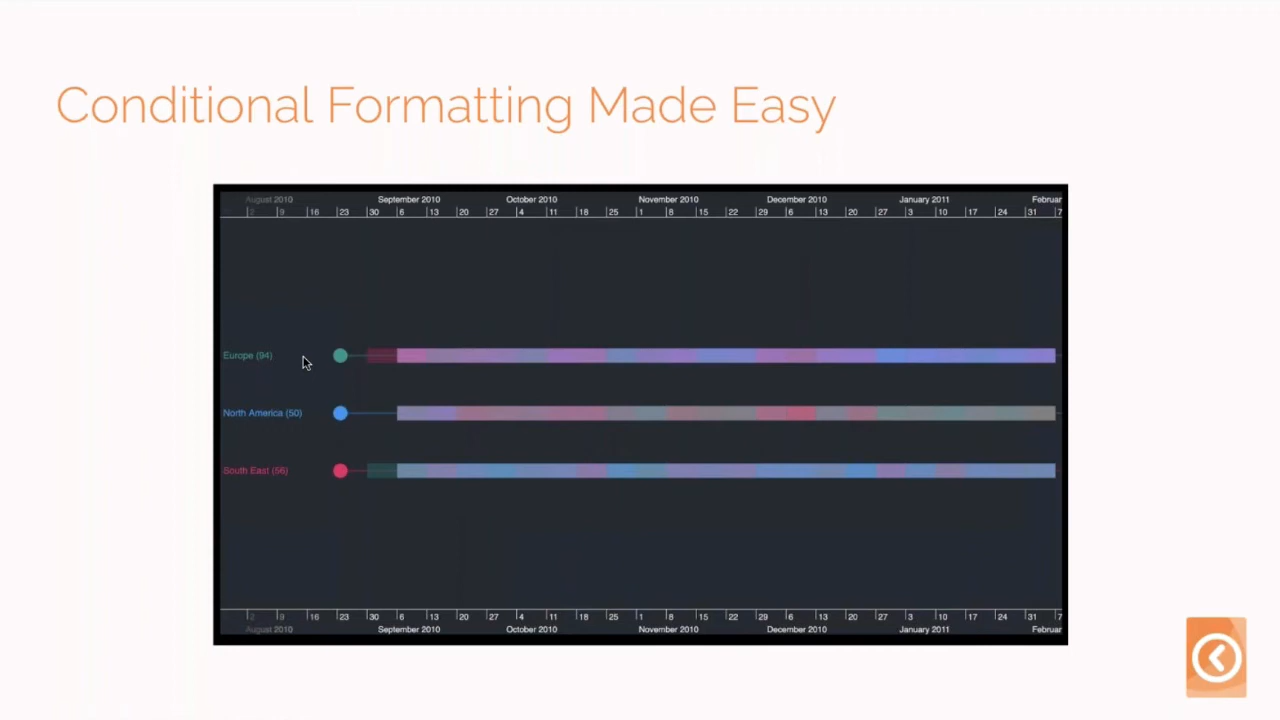 Conditional Formatting Made Easy
August 2010 September 2010 October 2010 November 2010 December 2010 January 2011 Februar
2 9 16 23 30 6 13 20 27 4 11 18 25 1 8 15 22 29 6 13 20 27 3 10 17 24 31 7
Europe (94)
North America (50)
South East (56)
2 9 16 23 30 6 13 20 27 4 11 18 25 1 8 15 22 29 6 13 20 27 3 10 17 24 31 7
August 2010 September 2010 October 2010 November 2010 December 2010 January 2011 Februar